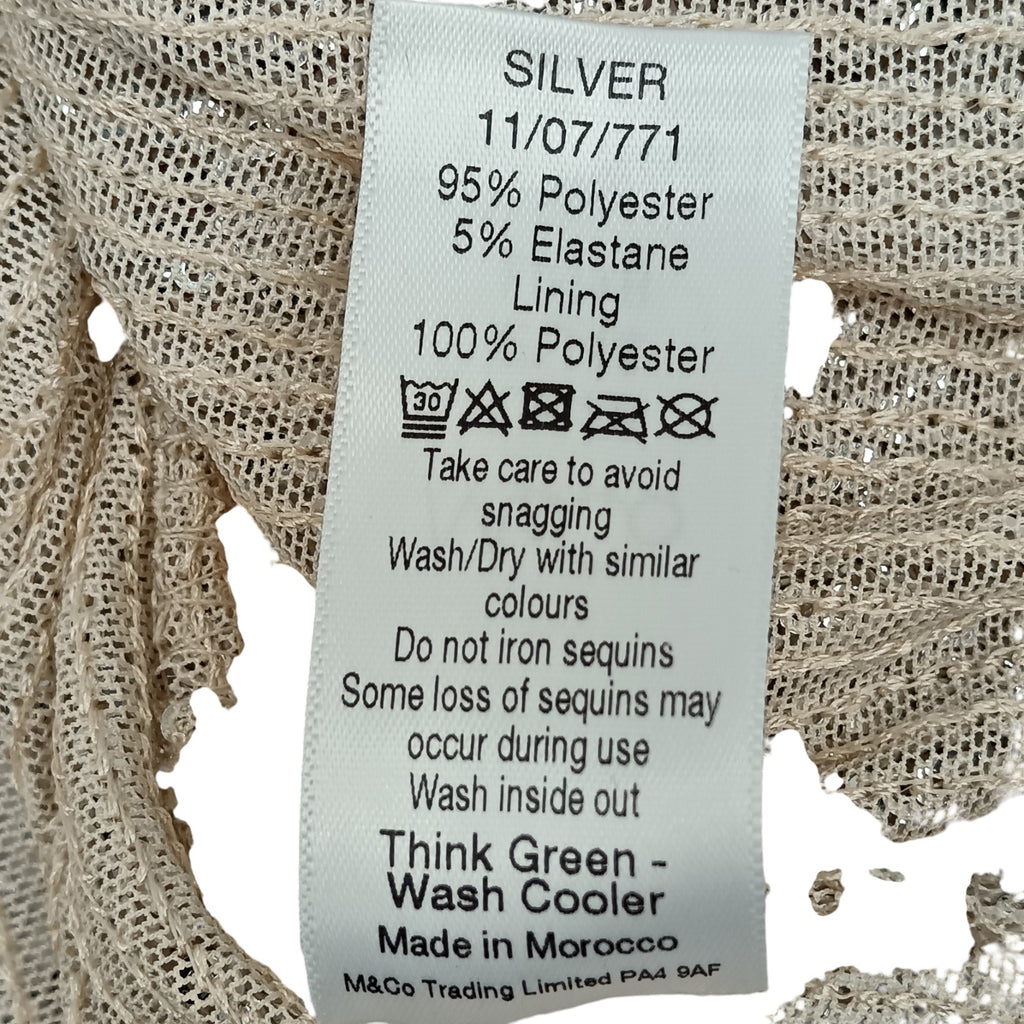 SILVER
11/07/771
95% Polyester
5% Elastane
Lining
100% Polyester
30
Take care to avoid
snagging
Wash/Dry with similar
colours
Do not iron sequins
Some loss of sequins may
occur during use
Wash inside out
Think Green -
Wash Cooler
Made in Morocco
M&Co Trading Limited PA4 9AF